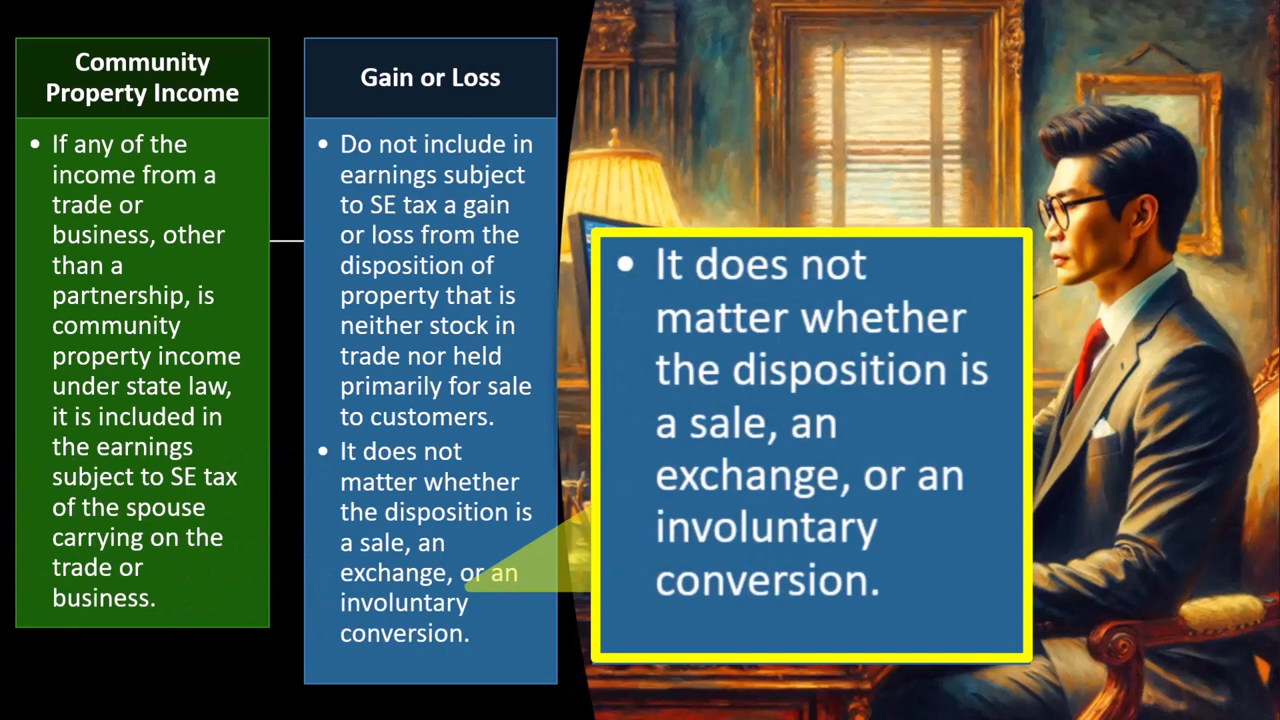 Community
Property Income
• If any of the
income from a
trade or
business, other
than a
partnership, is
community
property income
under state law,
it is included in
the earnings
subject to SE tax
of the spouse
carrying on the
trade or
business.
Gain or Loss
• Do not include in
earnings subject
to SE tax a gain
or loss from the
disposition of
property that is
neither stock in
trade nor held
primarily for sale
to customers.
• It does not
matter whether
the disposition is
a sale, an
exchange, or an
involuntary
conversion.
• It does not
matter whether
the disposition is
a sale, an
exchange, or an
involuntary
conversion.